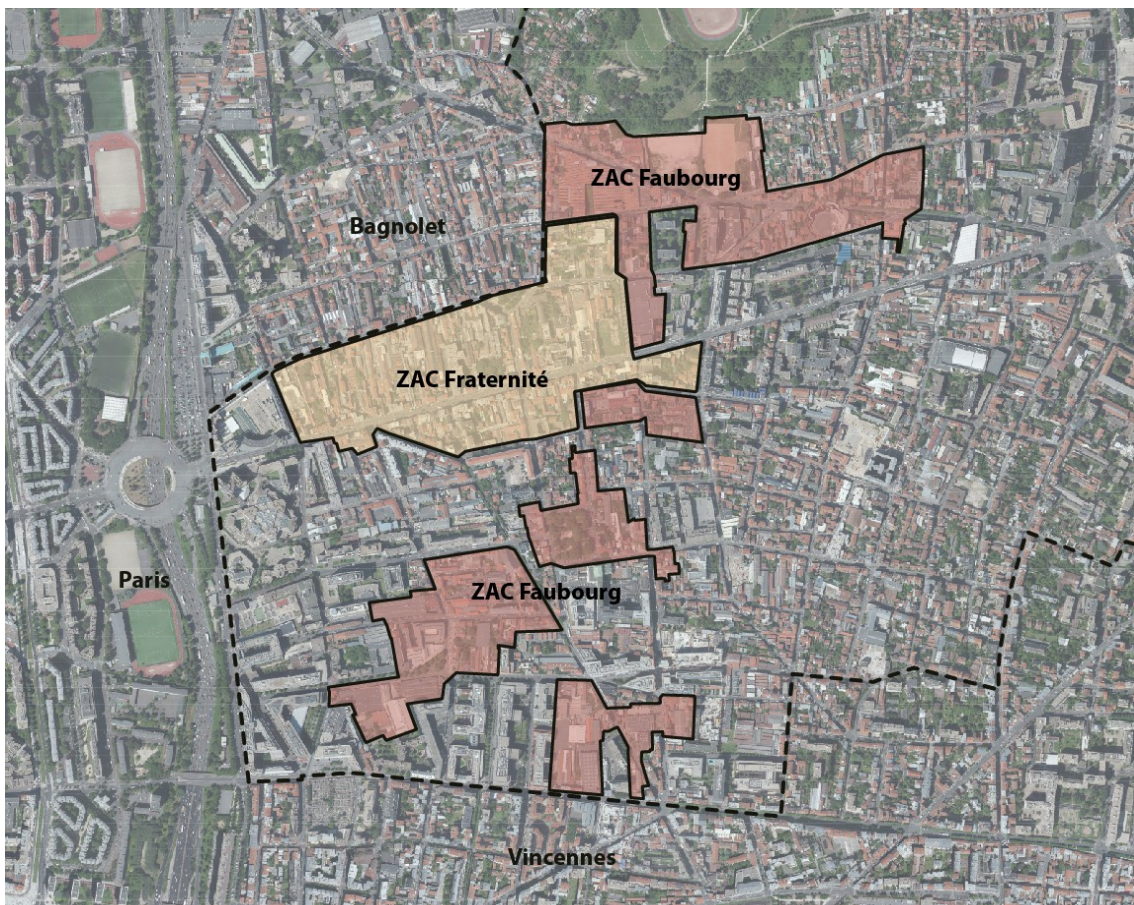 ZAC Faubourg
Bagnolet
ZAC Fraternité
Paris
ZAC Faubourg
Vincennes